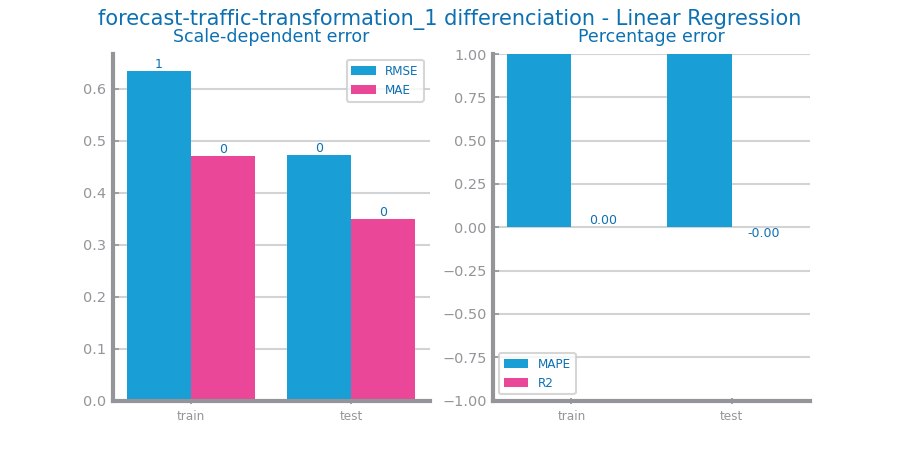 forecast-traffic-transformation_1 differenciation - Linear Regression
Scale-dependent error
1
0
0
0
RMSE
MAE
0.6
0.5
0.4
0.3
0.2
0.1
0.0
train
test
Percentage error
1.00
0.75
0.50
0.25
0.00
−0.25
−0.50
−0.75
−1.00
0.00
-0.00
MAPE
R2
train
test